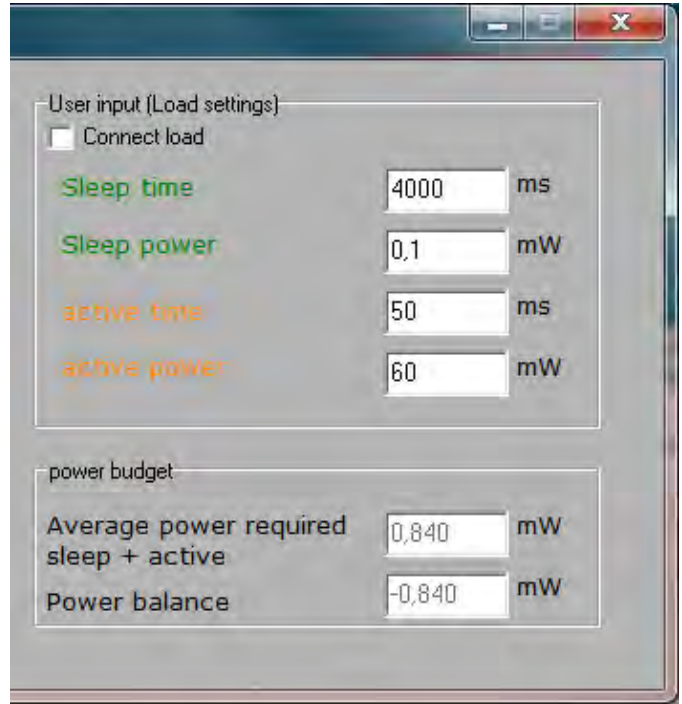 User input (Load settings)
Connect load
Sleep time 4000 ms
Sleep power 0,1 mW
active time 50 ms
active power 60 mW
power budget
Average power required
sleep + active 0,840 mW
Power balance -0,840 mW